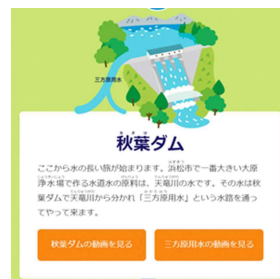 三方原用水
秋葉ダム
ここから水の長い旅が始まります。浜松市で一番大きい大原
浄水場で作る水道水の原料は、天竜川の水です。その水は秋
葉ダムで天竜川から分かれ「三方原用水」という水路を通っ
てやって来ます。
秋葉ダムの動画を見る
三方原用水の動画を見る